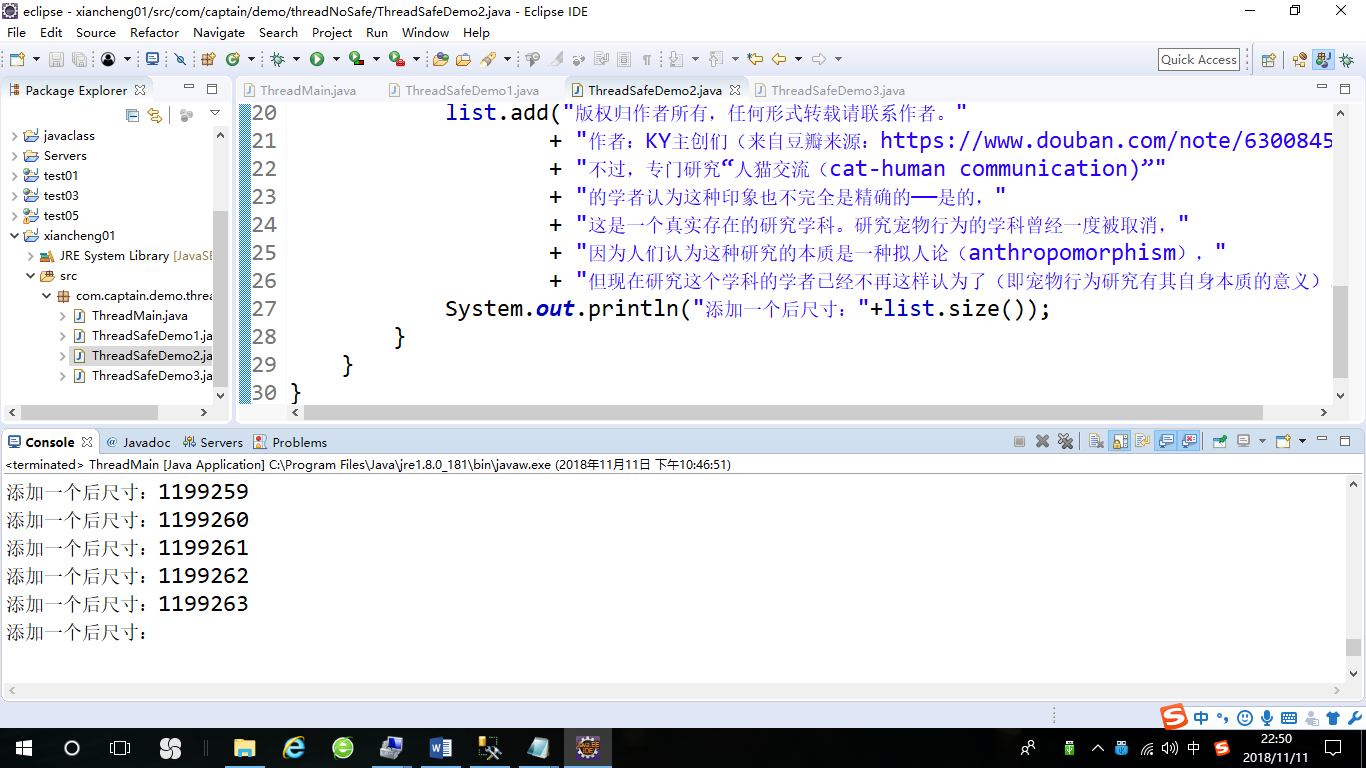 eclipse - xiancheng01/src/com/captain/demo/threadNoSafe/ThreadSafeDemo2.java - Eclipse IDE
File Edit Source Refactor Navigate Search Project Run Window Help
Quick Access
Package Explorer
ThreadMain.java ThreadSafeDemo1.java ThreadSafeDemo2.java ThreadSafeDemo3.java
javaclass
Servers
test01
test03
test05
xiancheng01
JRE System Library [JavaSE
src
com.captain.demo.threa
ThreadMain.java
ThreadSafeDemo1.ja
ThreadSafeDemo2.ja
ThreadSafeDemo3.ja
20 list.add("版权归作者所有，任何形式转载请联系作者。"
21 + "作者：KY主创们（来自豆瓣来源：https://www.douban.com/note/6300845
22 + "不过，专门研究“人猫交流（cat-human communication)”"
23 + "的学者认为这种印象也不完全是精确的——是的，"
24 + "这是一个真实存在的研究学科。研究宠物行为的学科曾经一度被取消，"
25 + "因为人们认为这种研究的本质是一种拟人论（anthropomorphism），"
26 + "但现在研究这个学科的学者已经不再这样认为了（即宠物行为研究有其自身本质的意义）
27 System.out.println("添加一个后尺寸："+list.size());
28 }
29 }
30 }
Console Javadoc Servers Problems
<terminated> ThreadMain [Java Application] C:\Program Files\Java\jre1.8.0_181\bin\javaw.exe (2018年11月11日 下午10:46:51)
添加一个后尺寸：1199259
添加一个后尺寸：1199260
添加一个后尺寸：1199261
添加一个后尺寸：1199262
添加一个后尺寸：1199263
添加一个后尺寸：
中
中
22:50
2018/11/11